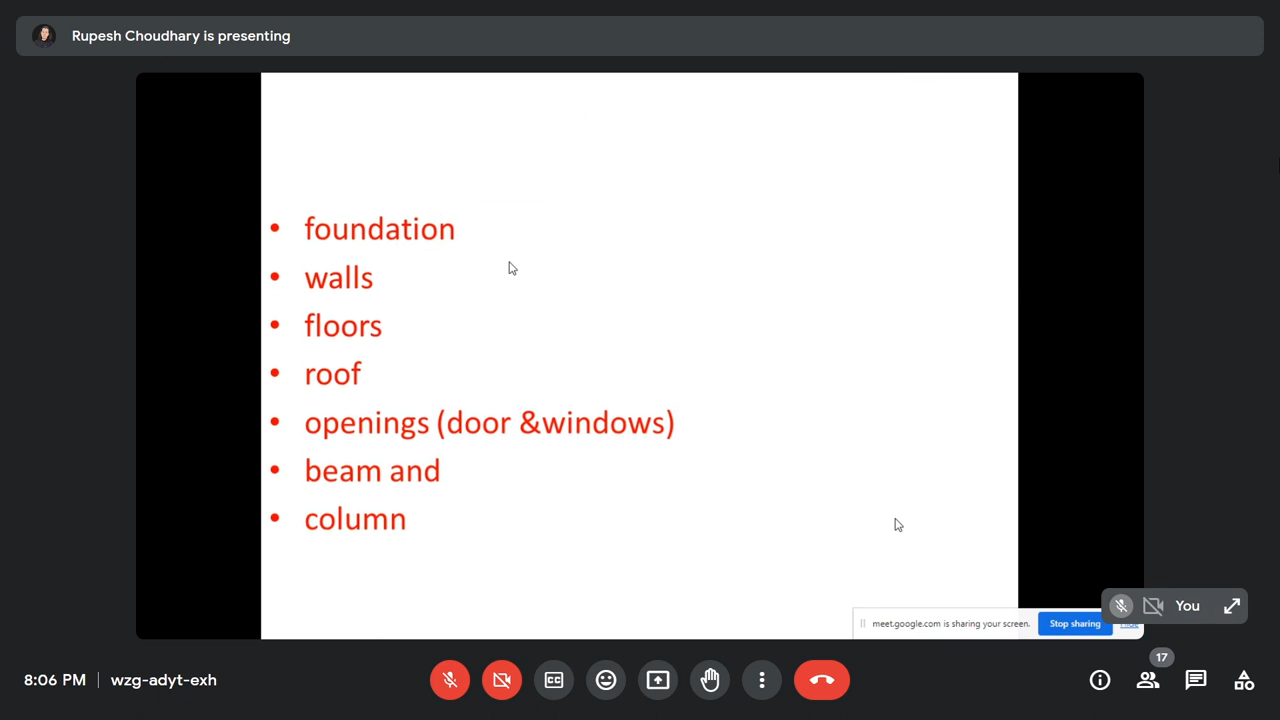 Rupesh Choudhary is presenting
• foundation
• walls
• floors
• roof
• openings (door &windows)
• beam and
• column
You
meet.google.com is sharing your screen. Stop sharing
17
8:06 PM | wzg-adyt-exh